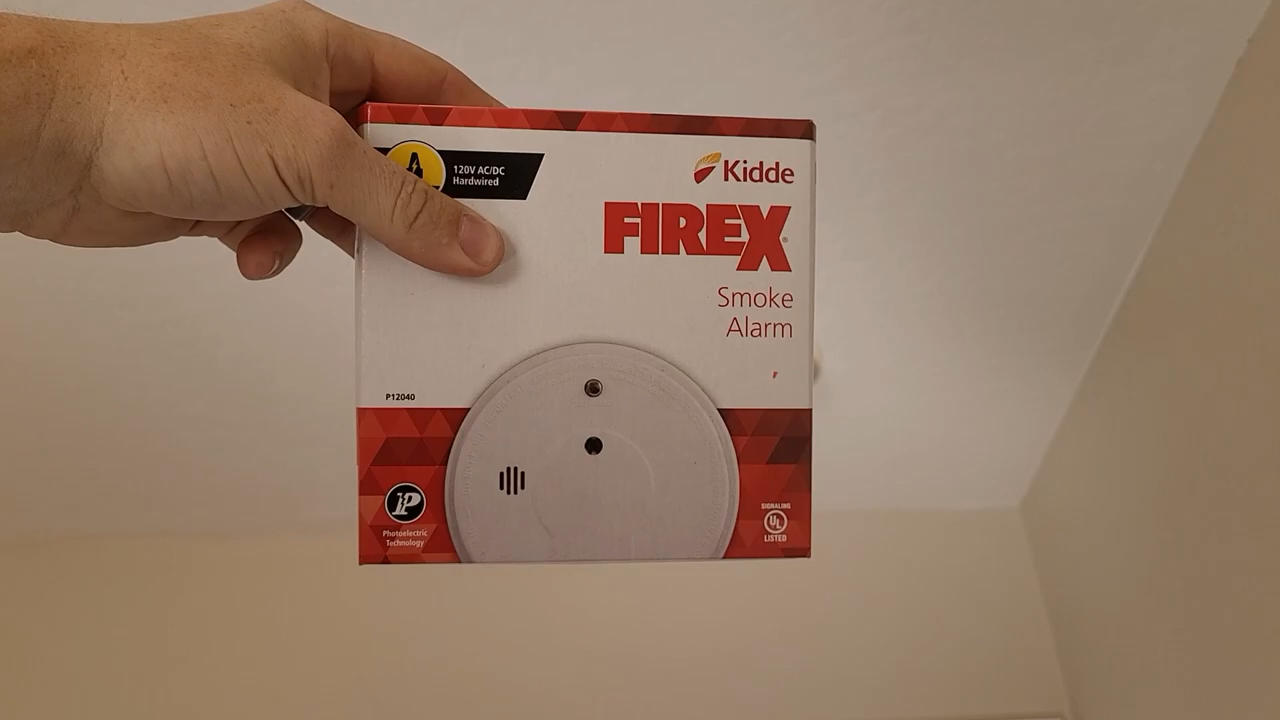 120V AC/DC
Hardwired
Kidde
FIREX®
Smoke
Alarm
P12040
Photoelectric
Technology
SIGNALING
UL
LISTED